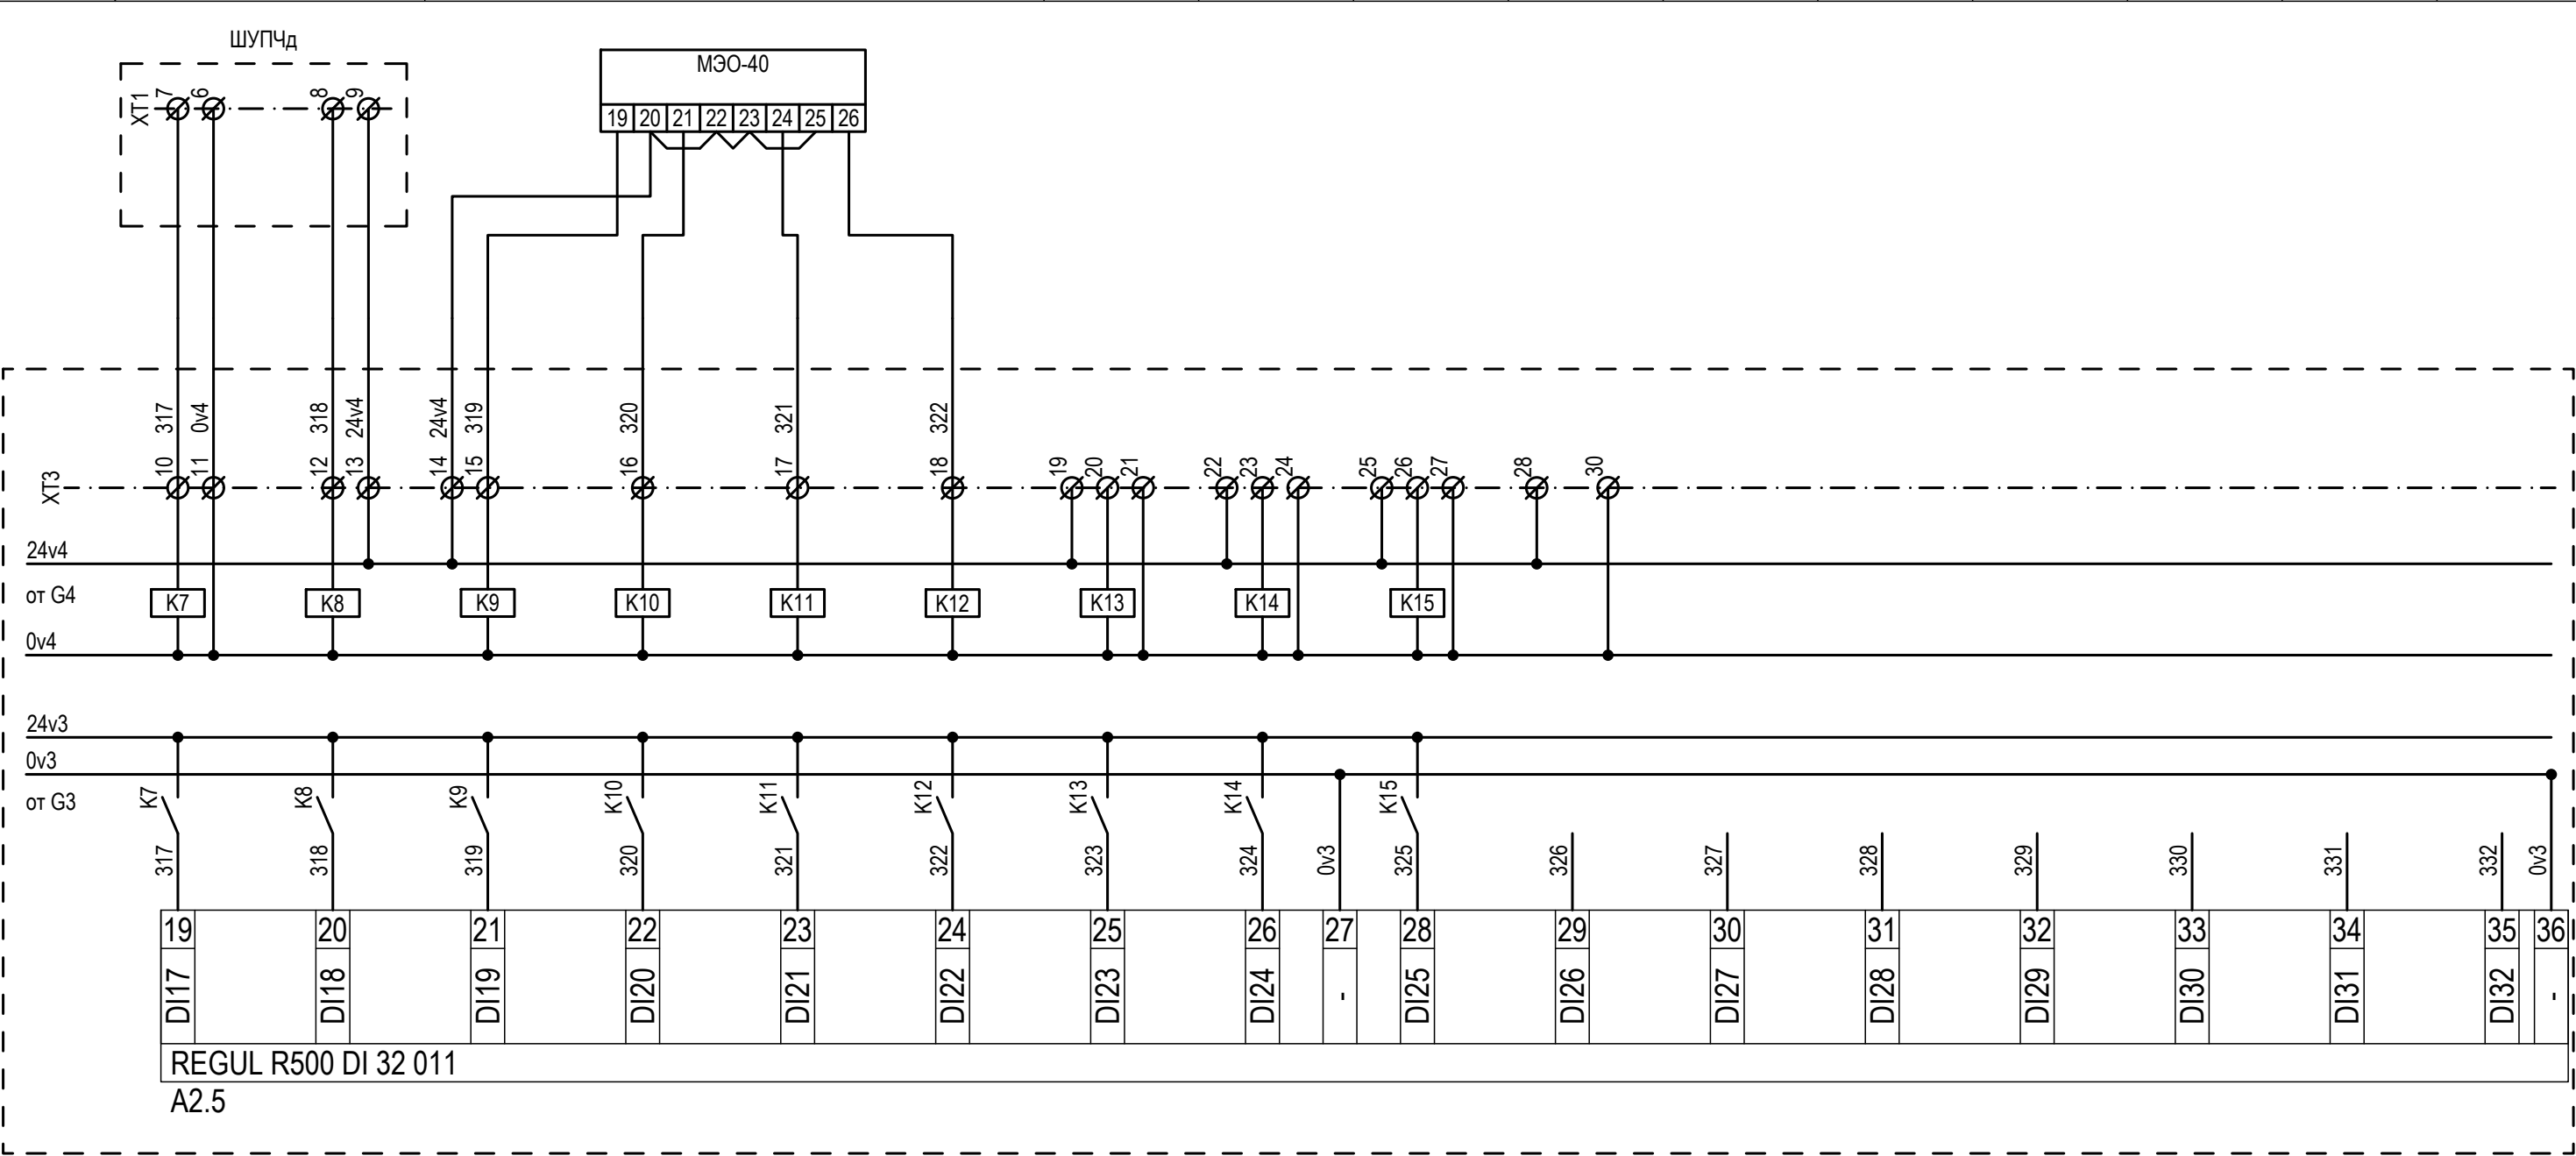 ШУПЧд
МЭО-40
XT1 7 6 8 9
19 20 21 22 23 24 25 26
317 0v4 318 24v4 24v4 319 320 321 322
XT3 10 11 12 13 14 15 16 17 18 19 20 21 22 23 24 25 26 27 28 30
24v4
от G4
K7 K8 K9 K10 K11 K12 K13 K14 K15
0v4
24v3
0v3
от G3
K7 K8 K9 K10 K11 K12 K13 K14 K15
317 318 319 320 321 322 323 324 0v3 325 326 327 328 329 330 331 332 0v3
19 20 21 22 23 24 25 26 27 28 29 30 31 32 33 34 35 36
DI17 DI18 DI19 DI20 DI21 DI22 DI23 DI24 - DI25 DI26 DI27 DI28 DI29 DI30 DI31 DI32 -
REGUL R500 DI 32 011
A2.5